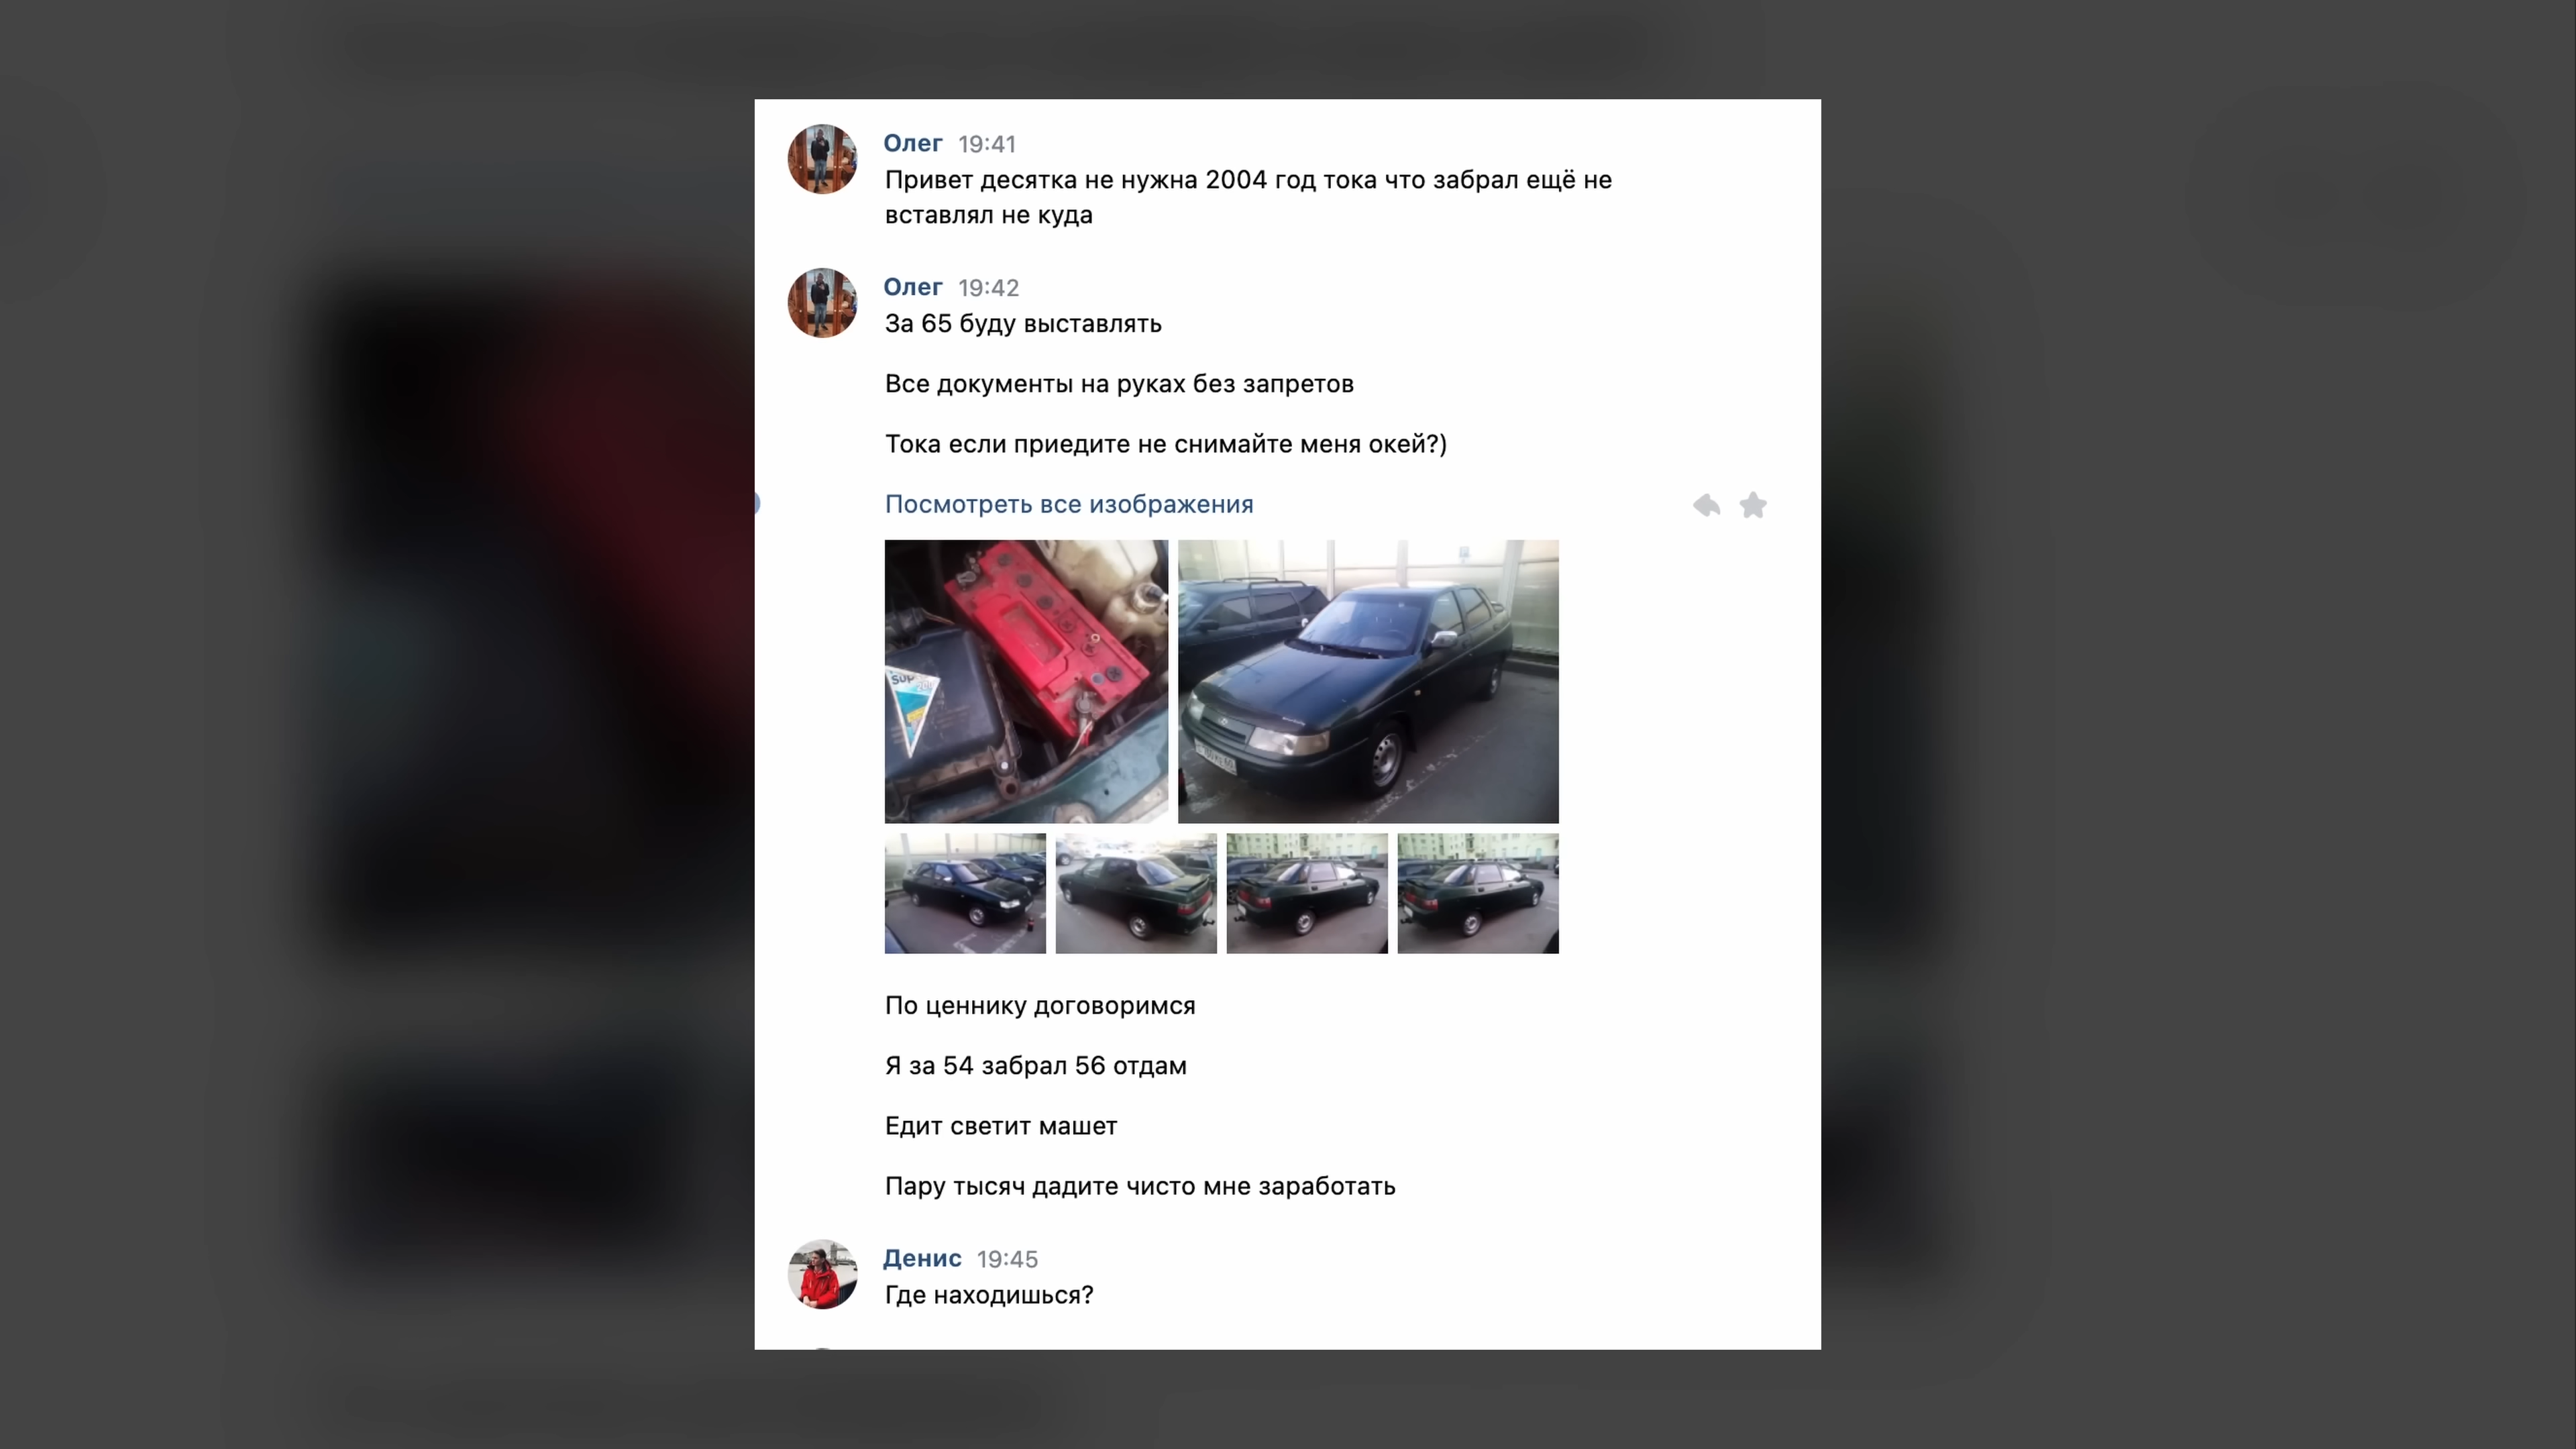 Олег 19:41
Привет десятка не нужна 2004 год тока что забрал ещё не
вставлял не куда
Олег 19:42
За 65 буду выставлять
Все документы на руках без запретов
Тока если приедите не снимайте меня окей?)
Посмотреть все изображения
SUP
По ценнику договоримся
Я за 54 забрал 56 отдам
Едит светит машет
Пару тысяч дадите чисто мне заработать
Денис 19:45
Где находишься?